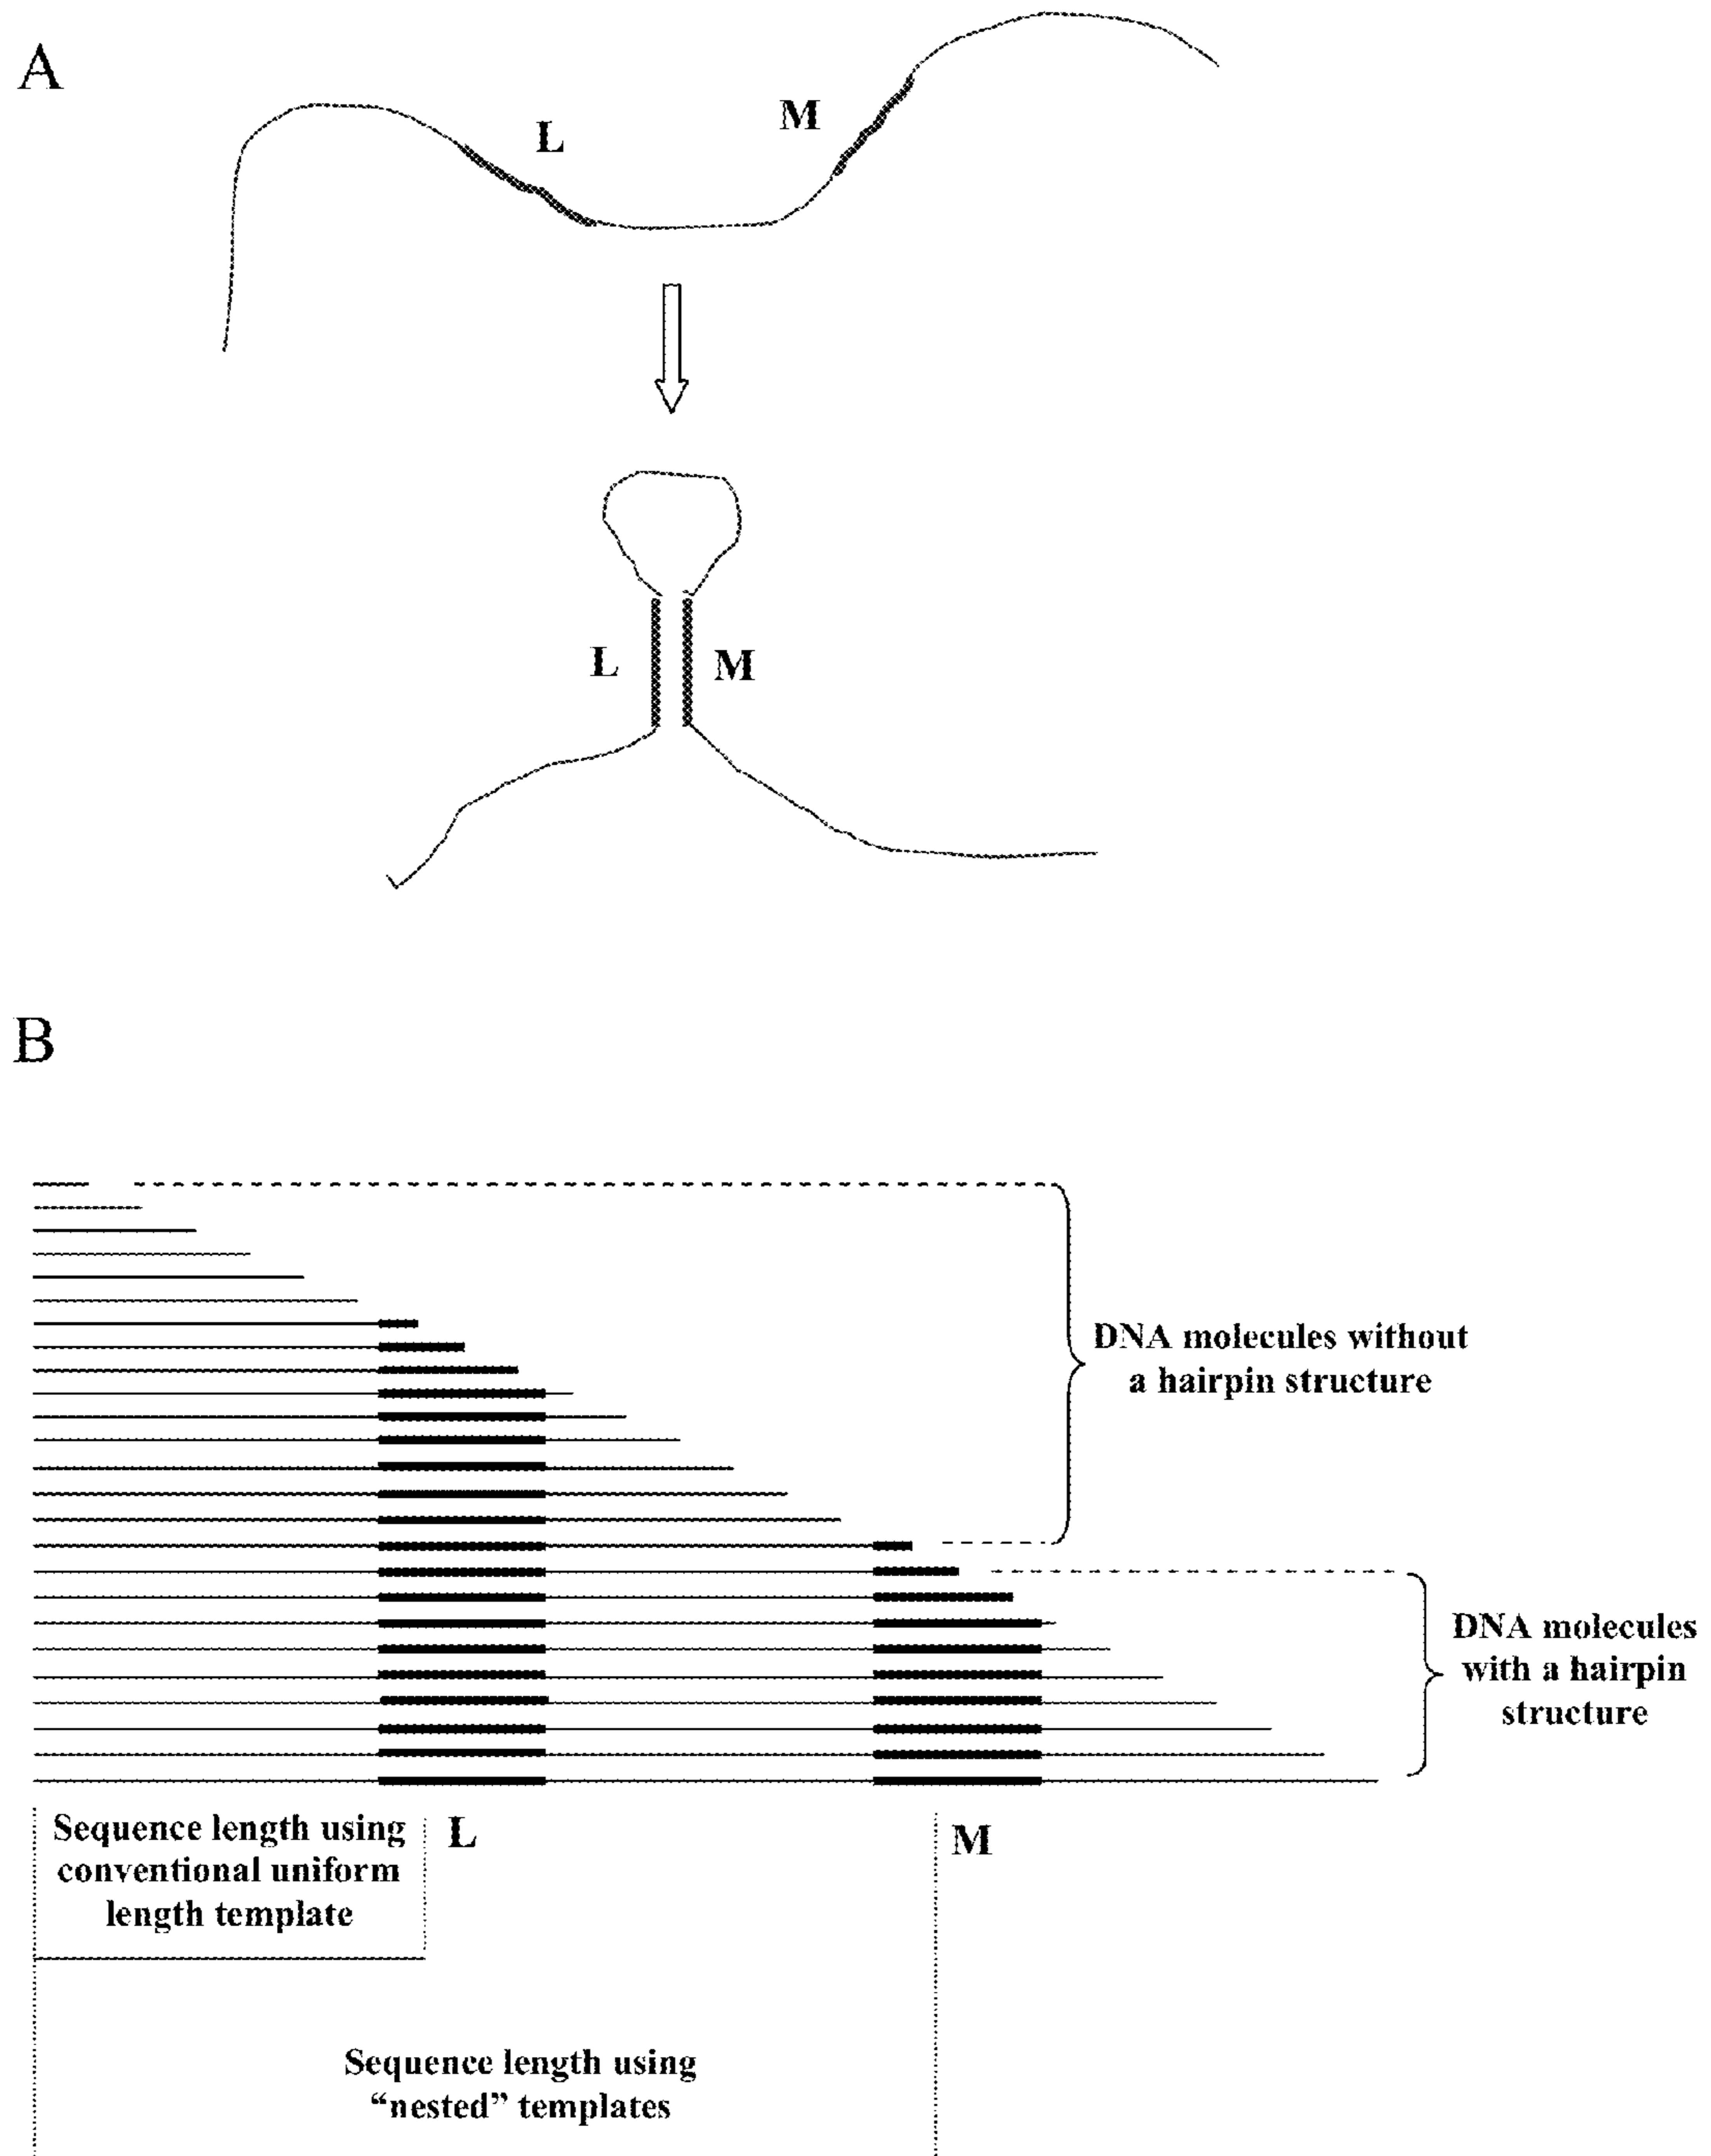 A
L
M
L
M
B
DNA molecules without
a hairpin structure
DNA molecules
with a hairpin
structure
Sequence length using
conventional uniform
length template
L
M
Sequence length using
“nested” templates